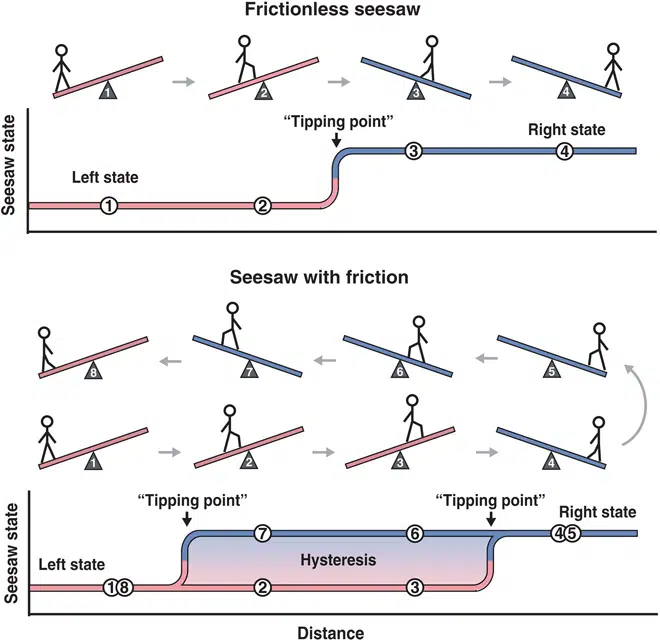 Frictionless seesaw
1 2 3 4
"Tipping point"
Right state
Left state
3 4
1 2
Seesaw state
Seesaw with friction
8 7 6 5
1 2 3 4
"Tipping point" "Tipping point"
Right state
7 6 4 5
Left state
Hysteresis
1 8 2 3
Seesaw state
Distance